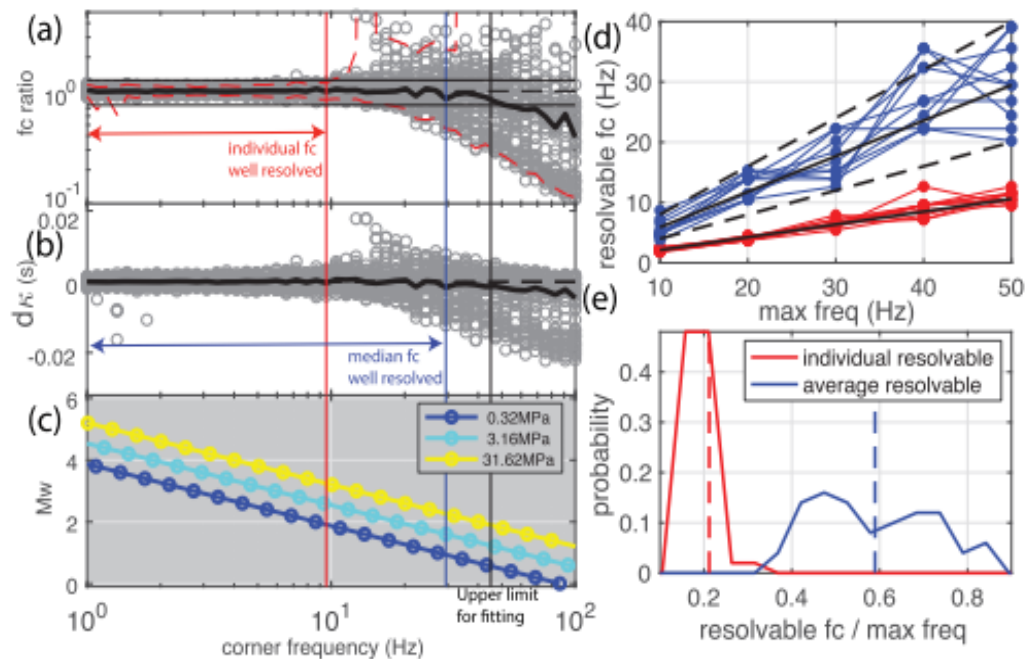 (a)
fc ratio
10^0
10^-1
individual fc
well resolved
(b)
dκ (s)
0.02
0
-0.02
median fc
well resolved
(c)
Mw
6
4
2
0
0.32MPa
3.16MPa
31.62MPa
Upper limit
for fitting
10^0
10^1
10^2
corner frequency (Hz)
(d)
resolvable fc (Hz)
40
30
20
10
0
10 20 30 40 50
max freq (Hz)
(e)
probability
0.4
0.3
0.2
0.1
0
individual resolvable
average resolvable
0.2 0.4 0.6 0.8
resolvable fc / max freq